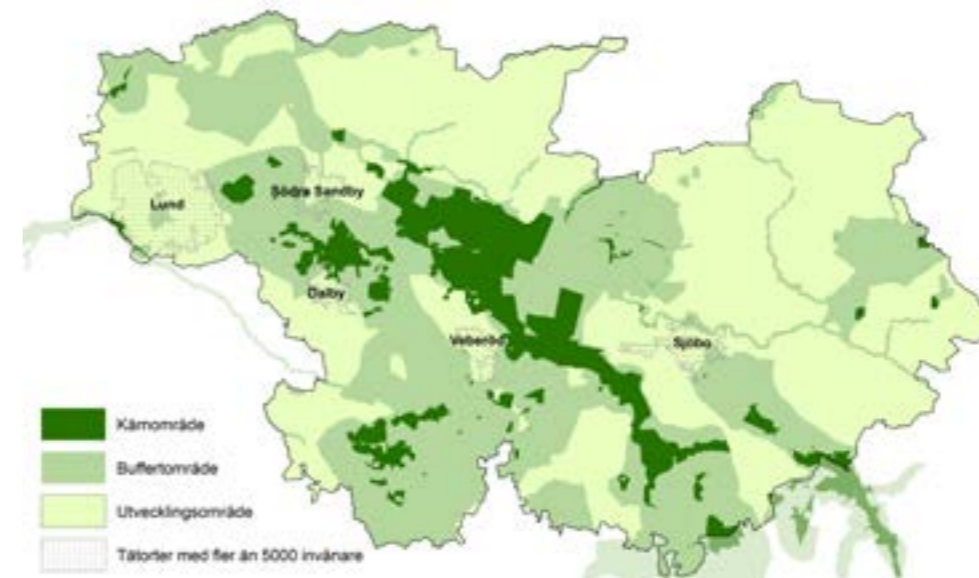 Lund
Södra Sandby
Dalby
Veberöd
Sjöbo
Kärnområde
Buffertområde
Utvecklingsområde
Tätorter med fler än 5000 invånare